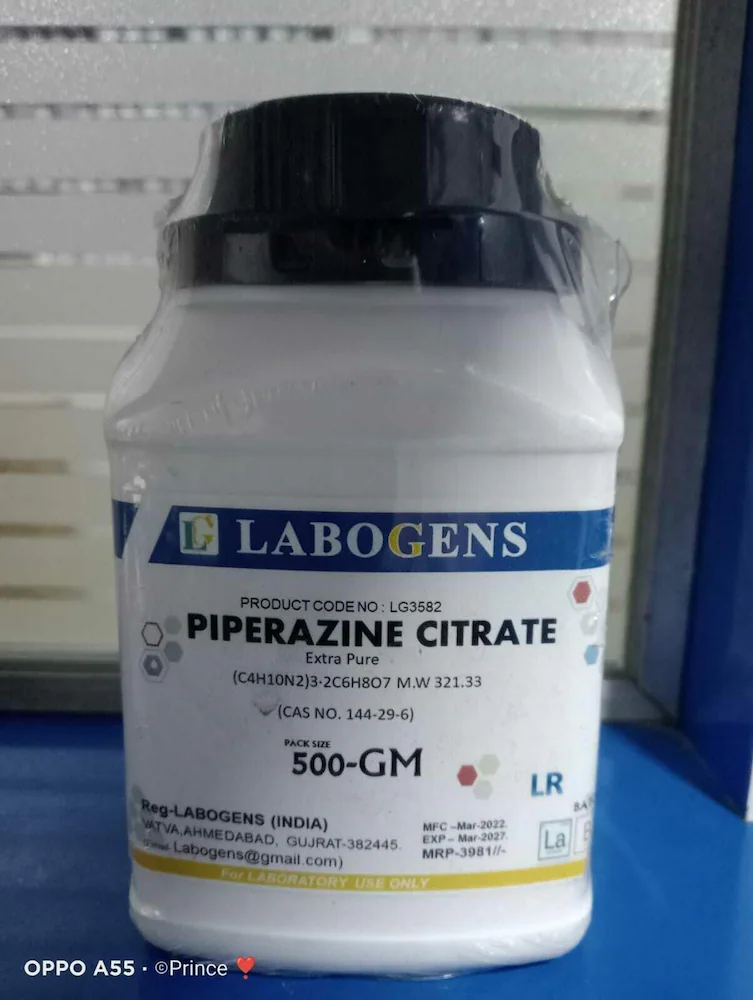 LG LABOGENS
PRODUCT CODE NO : LG3582
PIPERAZINE CITRATE
Extra Pure
(C4H10N2)3·2C6H8O7 M.W 321.33
(CAS NO. 144-29-6)
PACK SIZE
500-GM
LR
Reg-LABOGENS (INDIA)
VATVA,AHMEDABAD, GUJRAT-382445.
Labogens@gmail.com)
MFC –Mar-2022.
EXP – Mar-2027.
MRP-3981//-
La
For LABORATORY USE ONLY
OPPO A55 · ©Prince ❣️